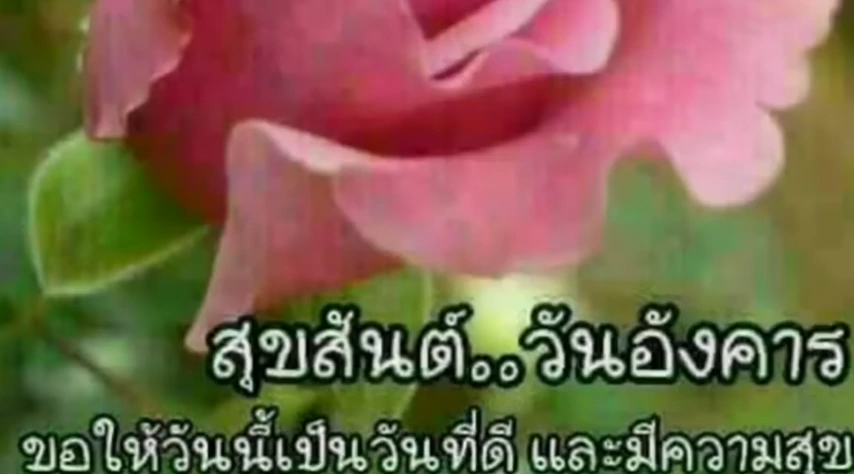 สุขสันต์..วันอังคาร
ขอให้วันนี้เป็นวันที่ดี และมีความสุข